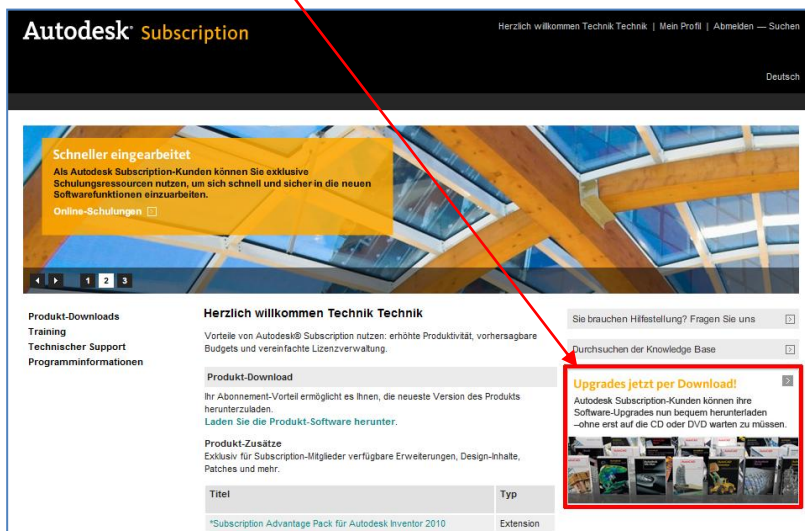 Autodesk® Subscription
Herzlich willkommen Technik Technik | Mein Profil | Abmelden — Suchen
Deutsch
Schneller eingearbeitet
Als Autodesk Subscription-Kunden können Sie exklusive
Schulungsressourcen nutzen, um sich schnell und sicher in die neuen
Softwarefunktionen einzuarbeiten.
Online-Schulungen
1 2 3
Produkt-Downloads
Training
Technischer Support
Programminformationen
Herzlich willkommen Technik Technik
Vorteile von Autodesk® Subscription nutzen: erhöhte Produktivität, vorhersagbare
Budgets und vereinfachte Lizenzverwaltung.
Produkt-Download
Ihr Abonnement-Vorteil ermöglicht es Ihnen, die neueste Version des Produkts
herunterzuladen.
Laden Sie die Produkt-Software herunter.
Produkt-Zusätze
Exklusiv für Subscription-Mitglieder verfügbare Erweiterungen, Design-Inhalte,
Patches und mehr.
Titel Typ
*Subscription Advantage Pack für Autodesk Inventor 2010 Extension
Sie brauchen Hilfestellung? Fragen Sie uns
Durchsuchen der Knowledge Base
Upgrades jetzt per Download!
Autodesk Subscription-Kunden können ihre
Software-Upgrades nun bequem herunterladen
–ohne erst auf die CD oder DVD warten zu müssen.